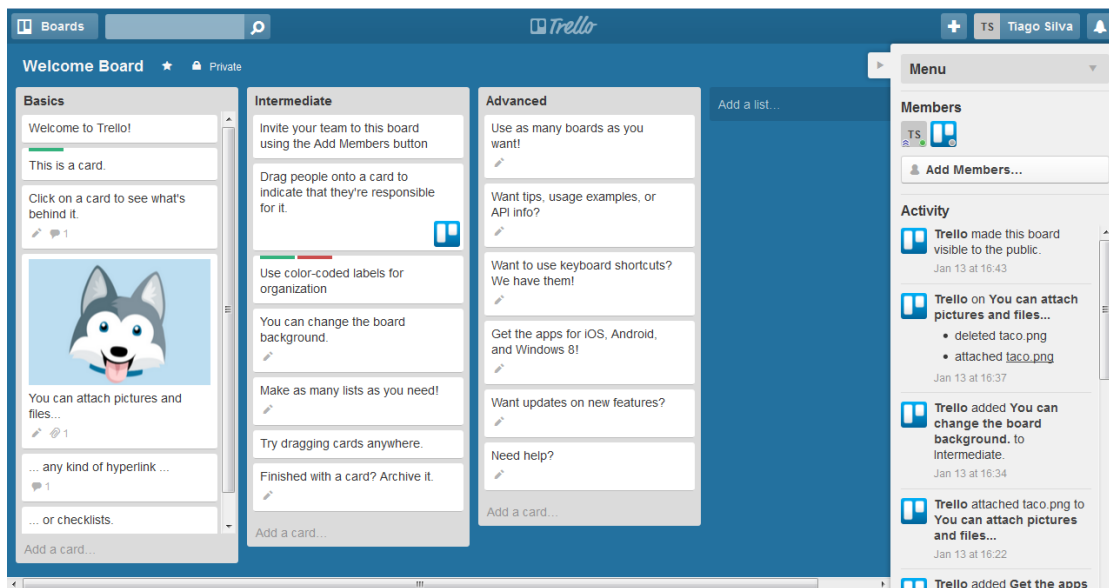 Boards
Trello
TS Tiago Silva
Welcome Board
Private
Basics
Welcome to Trello!
This is a card.
Click on a card to see what's
behind it.
1
You can attach pictures and
files...
1
... any kind of hyperlink ...
1
... or checklists.
Add a card...
Intermediate
Invite your team to this board
using the Add Members button
Drag people onto a card to
indicate that they're responsible
for it.
Use color-coded labels for
organization
You can change the board
background.
Make as many lists as you need!
Try dragging cards anywhere.
Finished with a card? Archive it.
Add a card...
Advanced
Use as many boards as you
want!
Want tips, usage examples, or
API info?
Want to use keyboard shortcuts?
We have them!
Get the apps for iOS, Android,
and Windows 8!
Want updates on new features?
Need help?
Add a card...
Add a list...
Menu
Members
TS
Add Members...
Activity
Trello made this board
visible to the public.
Jan 13 at 16:43
Trello on You can attach
pictures and files...
• deleted taco.png
• attached taco.png
Jan 13 at 16:37
Trello added You can
change the board
background. to
Intermediate.
Jan 13 at 16:34
Trello attached taco.png to
You can attach pictures
and files...
Jan 13 at 16:22
Trello added Get the apps